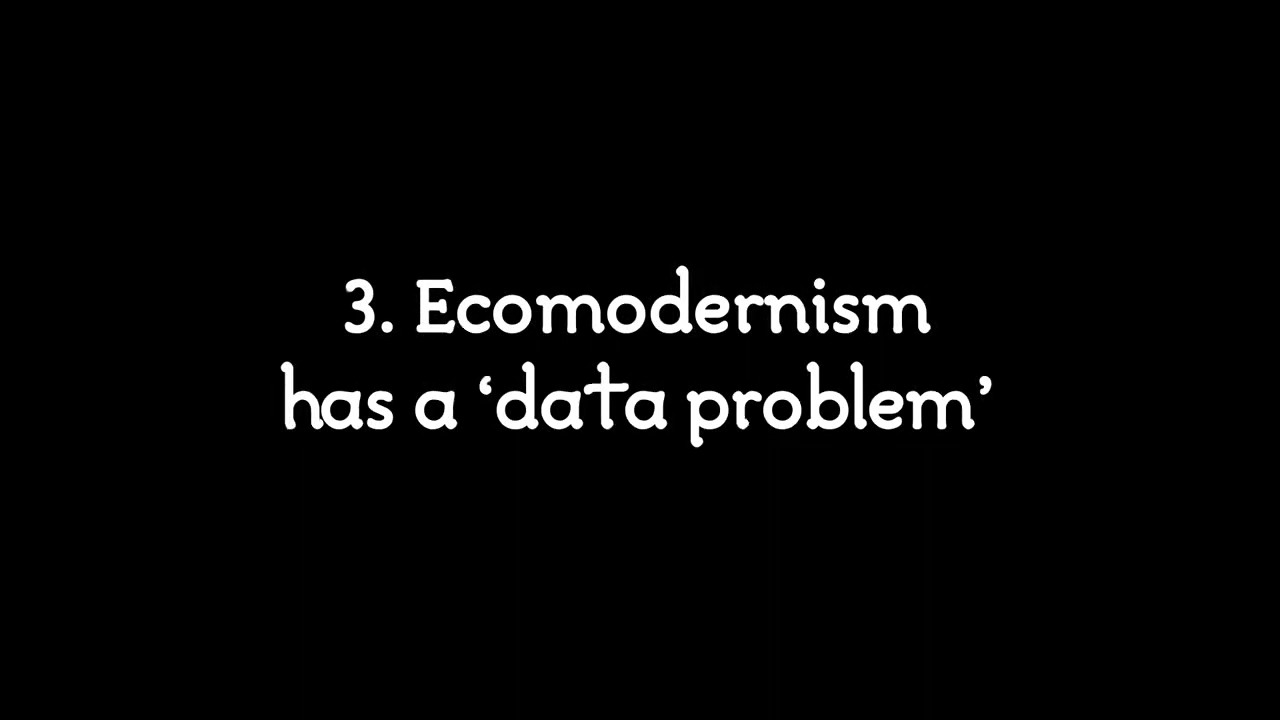 3. Ecomodernism
has a ‘data problem’